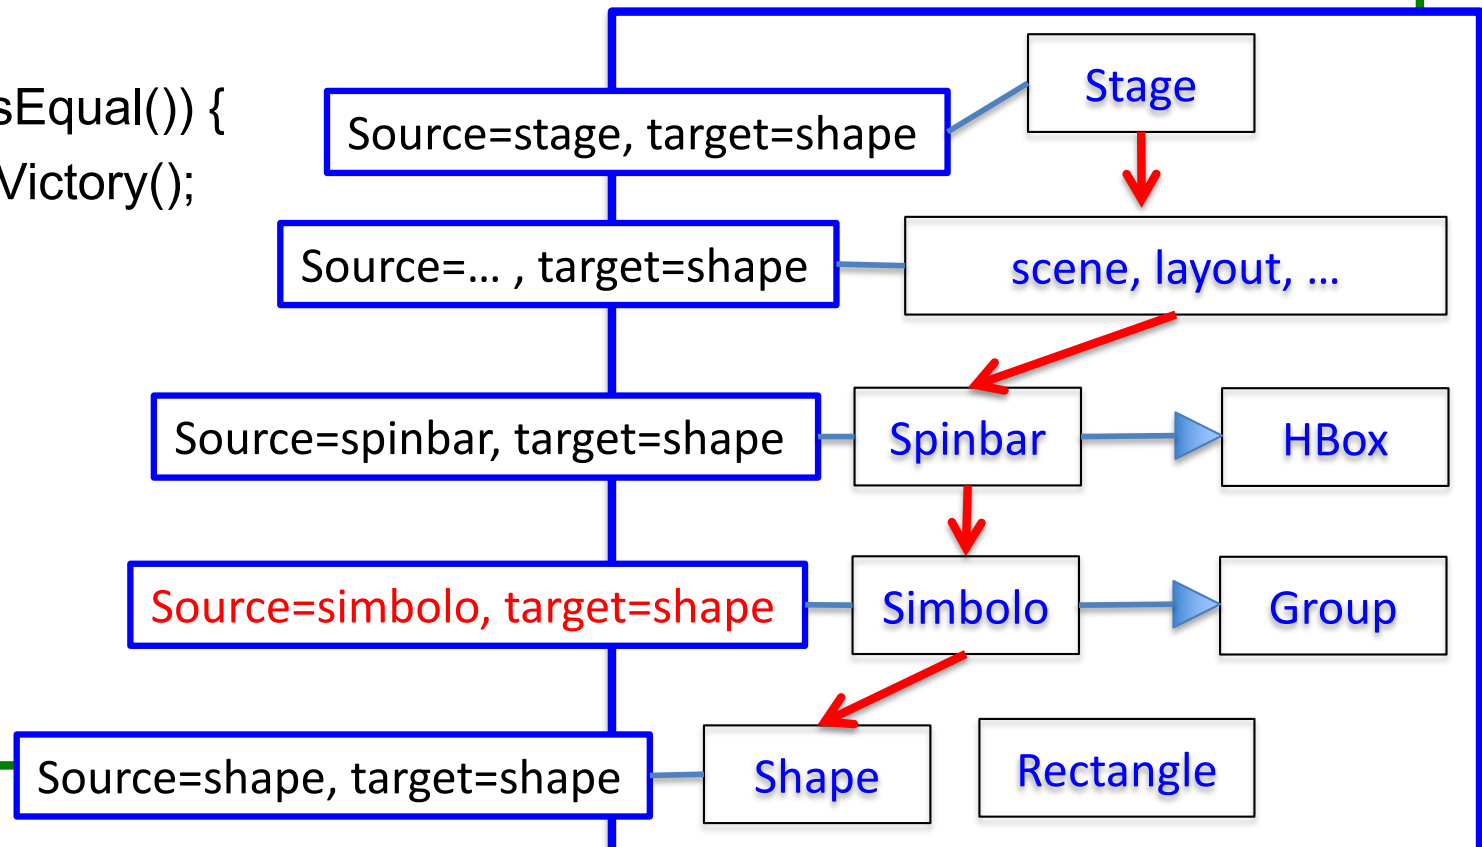 sEqual()) {
Victory();
Stage
Source=stage, target=shape
Source=... , target=shape
scene, layout, ...
Source=spinbar, target=shape
Spinbar
HBox
Source=simbolo, target=shape
Simbolo
Group
Source=shape, target=shape
Shape
Rectangle